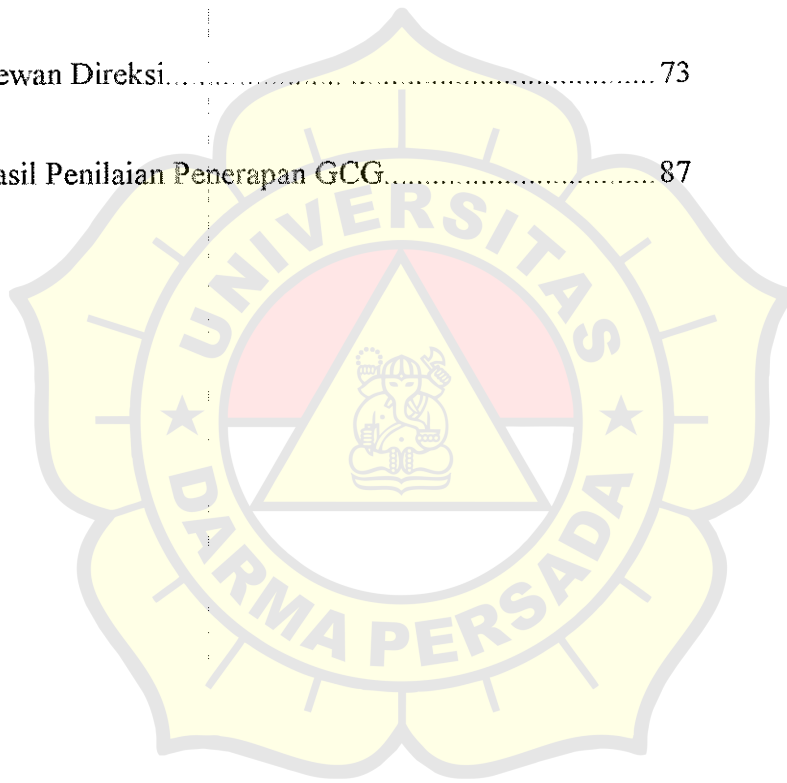 ewan Direksi........................................................ 73
asil Penilaian Penerapan GCG............................... 87
UNIVERSITAS
DARMA PERSADA